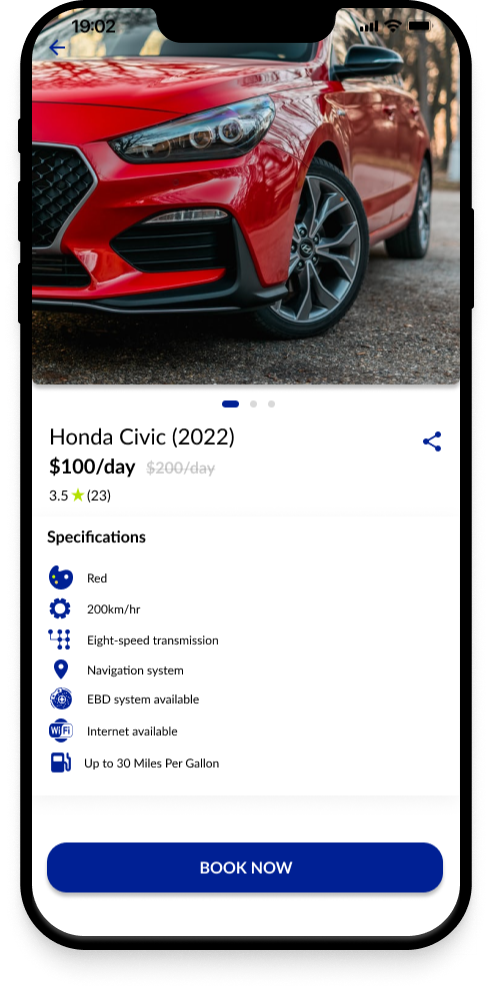 19:02
Honda Civic (2022)
$100/day $200/day
3.5 ★ (23)
Specifications
Red
200km/hr
Eight-speed transmission
Navigation system
EBD system available
WiFi Internet available
Up to 30 Miles Per Gallon
BOOK NOW